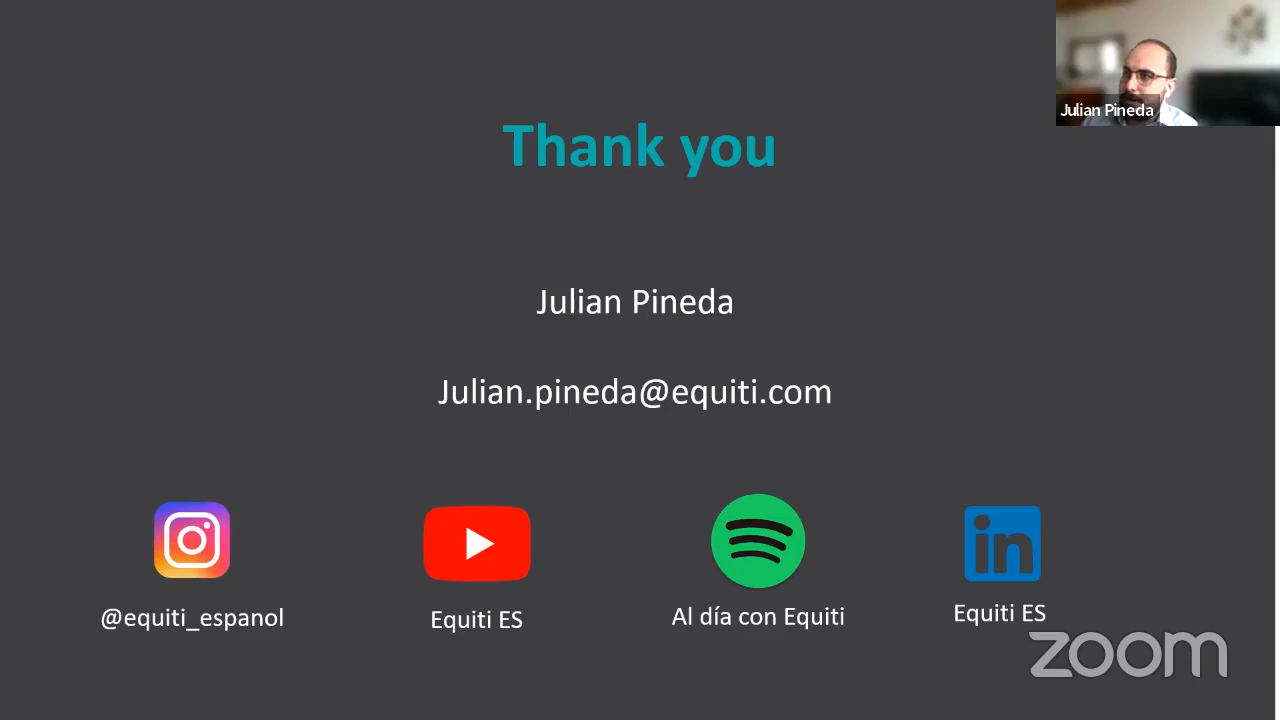 Julian Pineda
Thank you
Julian Pineda
Julian.pineda@equiti.com
in
@equiti_espanol
Equiti ES
Al día con Equiti
Equiti ES
zoom